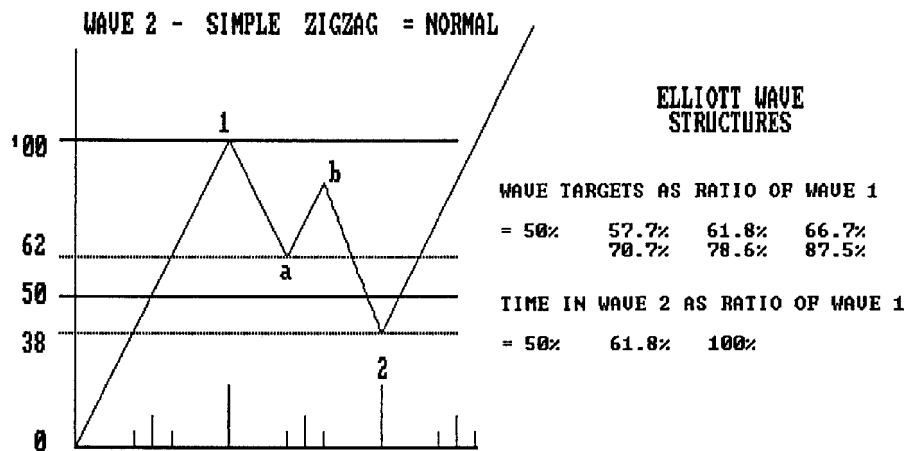 WAVE 2 - SIMPLE ZIGZAG = NORMAL
ELLIOTT WAVE
STRUCTURES
1
100
b
WAVE TARGETS AS RATIO OF WAVE 1
= 50% 57.7% 61.8% 66.7%
70.7% 78.6% 87.5%
62
a
50
TIME IN WAVE 2 AS RATIO OF WAVE 1
38
= 50% 61.8% 100%
2
0